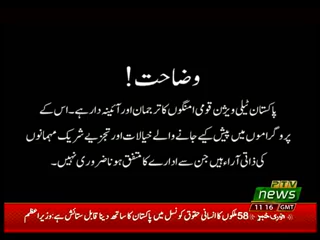 وضاحت!
پاکستان ٹیلی ویژن قومی امنگوں کا ترجمان اور آئینہ دار ہے۔ اس کے
پروگراموں میں پیش کیے جانے والے خیالات اور تجزیے شریک مہمانوں
کی ذاتی آراء ہیں جن سے ادارے کا متفق ہونا ضروری نہیں۔
PTV
news
11 16 GMT
بڑی خبر 58 ملکوں کا انسانی حقوق کونسل میں پاکستان کا ساتھ دینا قابل ستائش ہے: وزیراعظم